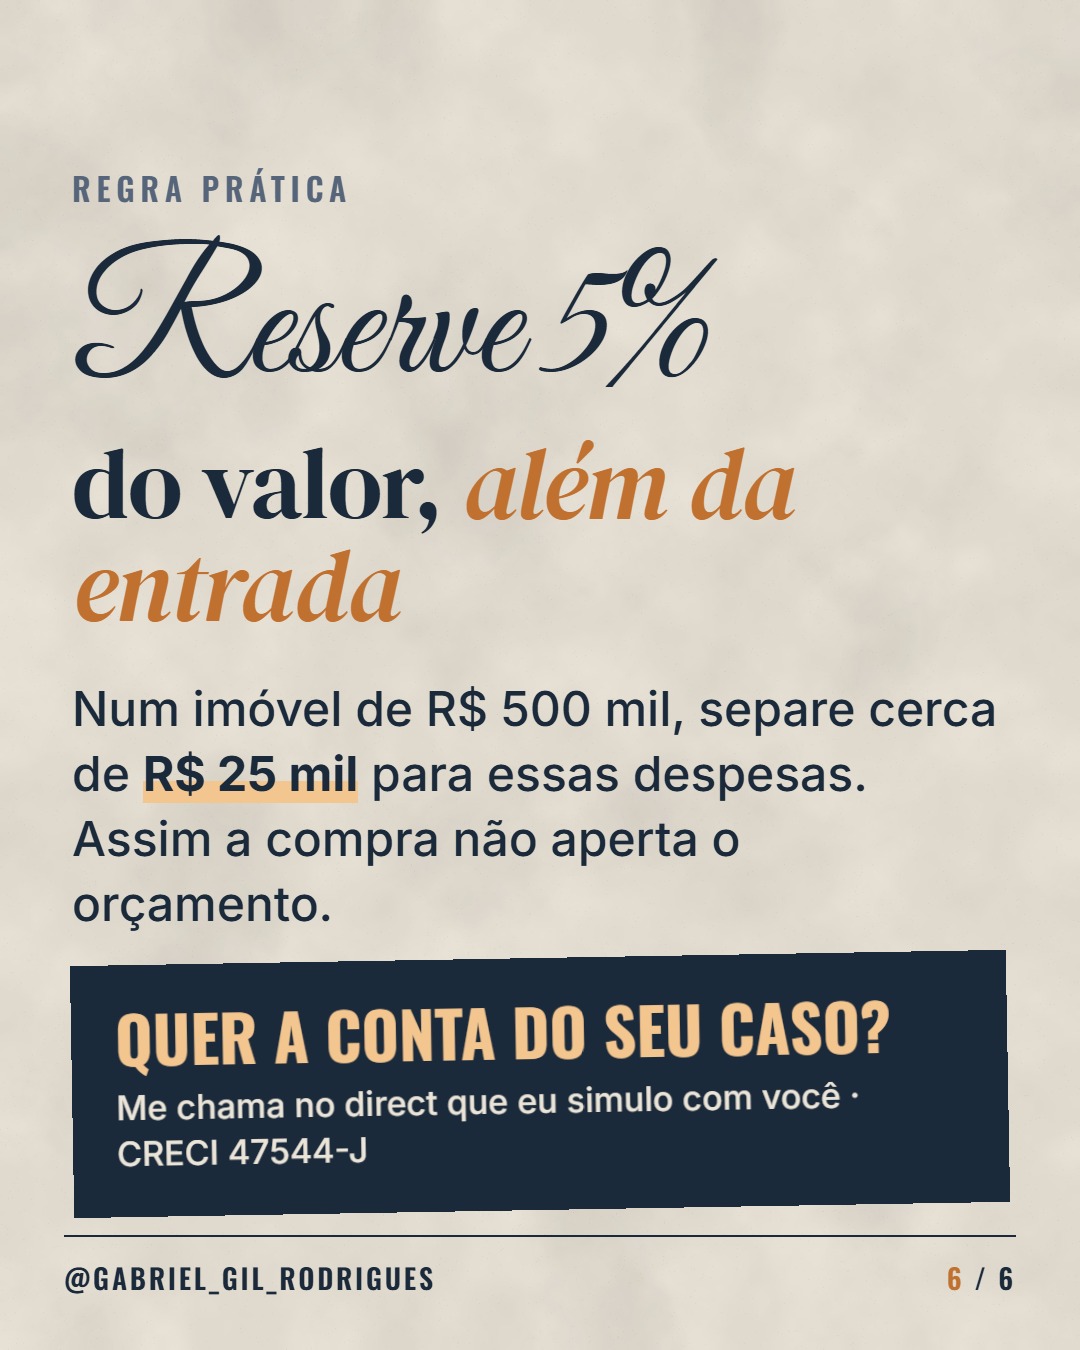 REGRA PRÁTICA
Reserve 5%
do valor, além da
entrada
Num imóvel de R$ 500 mil, separe cerca
de R$ 25 mil para essas despesas.
Assim a compra não aperta o
orçamento.
QUER A CONTA DO SEU CASO?
Me chama no direct que eu simulo com você ·
CRECI 47544-J
@GABRIEL_GIL_RODRIGUES
6 / 6